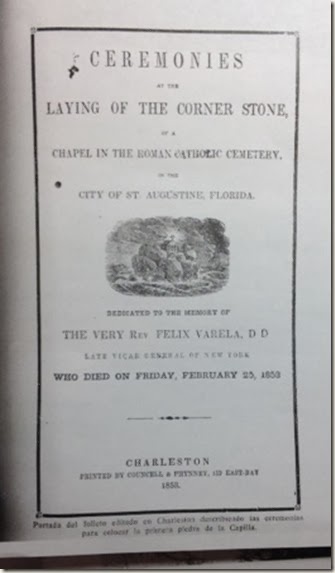 CEREMONIES
AT THE
LAYING OF THE CORNER STONE,
OF A
CHAPEL IN THE ROMAN CATHOLIC CEMETERY,
IN THE
CITY OF ST. AUGUSTINE, FLORIDA.
DEDICATED TO THE MEMORY OF
THE VERY REV FELIX VARELA, D D
LATE VICAR GENERAL OF NEW YORK
WHO DIED ON FRIDAY, FEBRUARY 25, 1853
CHARLESTON
PRINTED BY COUNCELL & PHYNNEY, 119 EAST-BAY
1853.
Portada del folleto editado en Charleston describiendo las ceremonias
para colocar la primera piedra de la Capilla.